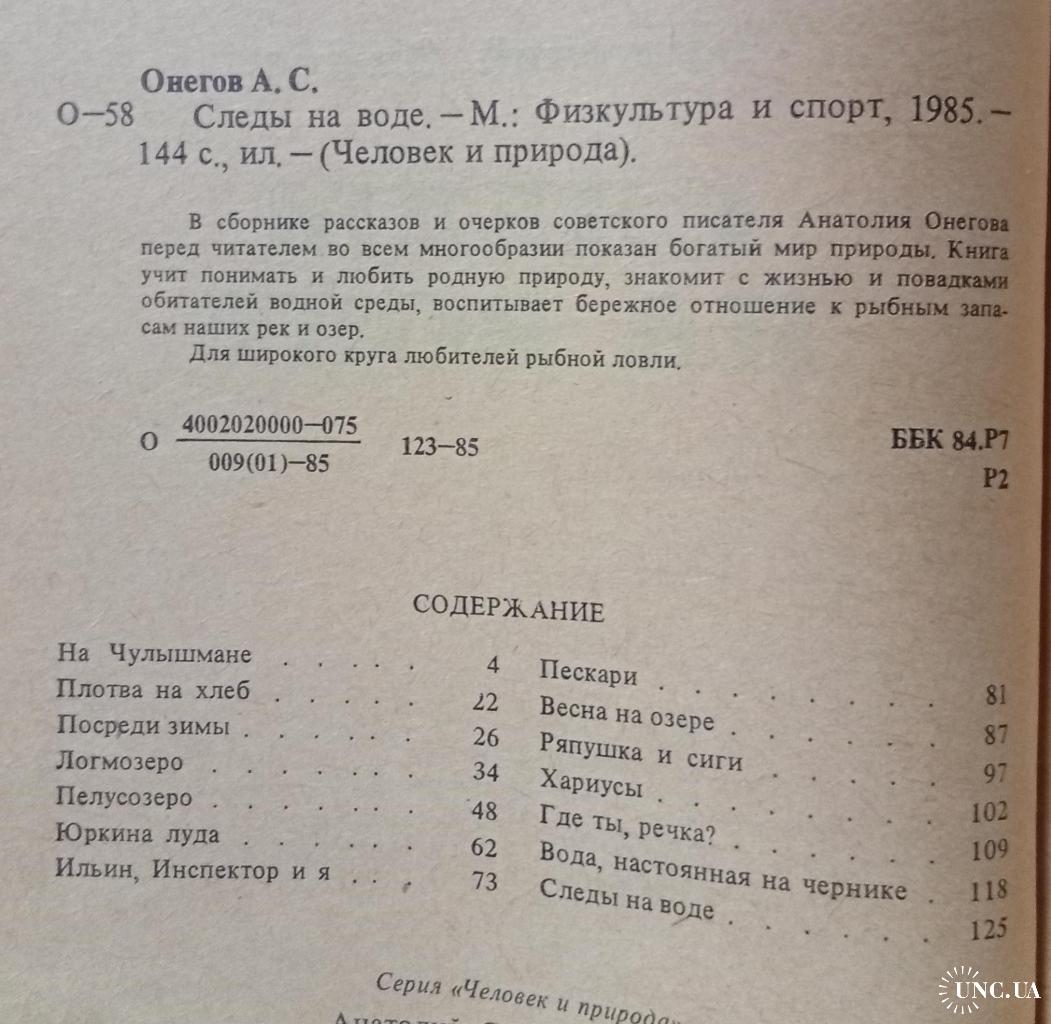 Онегов А. С.
О—58 Следы на воде. — М.: Физкультура и спорт, 1985. —
144 с., ил. — (Человек и природа).
В сборнике рассказов и очерков советского писателя Анатолия Онегова
перед читателем во всем многообразии показан богатый мир природы. Книга
учит понимать и любить родную природу, знакомит с жизнью и повадками
обитателей водной среды, воспитывает бережное отношение к рыбным запа-
сам наших рек и озер.
Для широкого круга любителей рыбной ловли.
О 4002020000—075 123—85
009(01)—85
ББК 84.Р7
Р2
СОДЕРЖАНИЕ
На Чулышмане . . . . . 4
Плотва на хлеб . . . . . 22
Посреди зимы . . . . . 26
Логмозеро . . . . . . 34
Пелусозеро . . . . . . 48
Юркина луда . . . . . . 62
Ильин, Инспектор и я . . . 73
Пескари . . . . . . . . 81
Весна на озере . . . . . . 87
Ряпушка и сиги . . . . . 97
Хариусы . . . . . . . . 102
Где ты, речка? . . . . . . 109
Вода, настоянная на чернике . 118
Следы на воде . . . . . . 125
Серия «Человек и природа»
Анатолий
UNC.UA